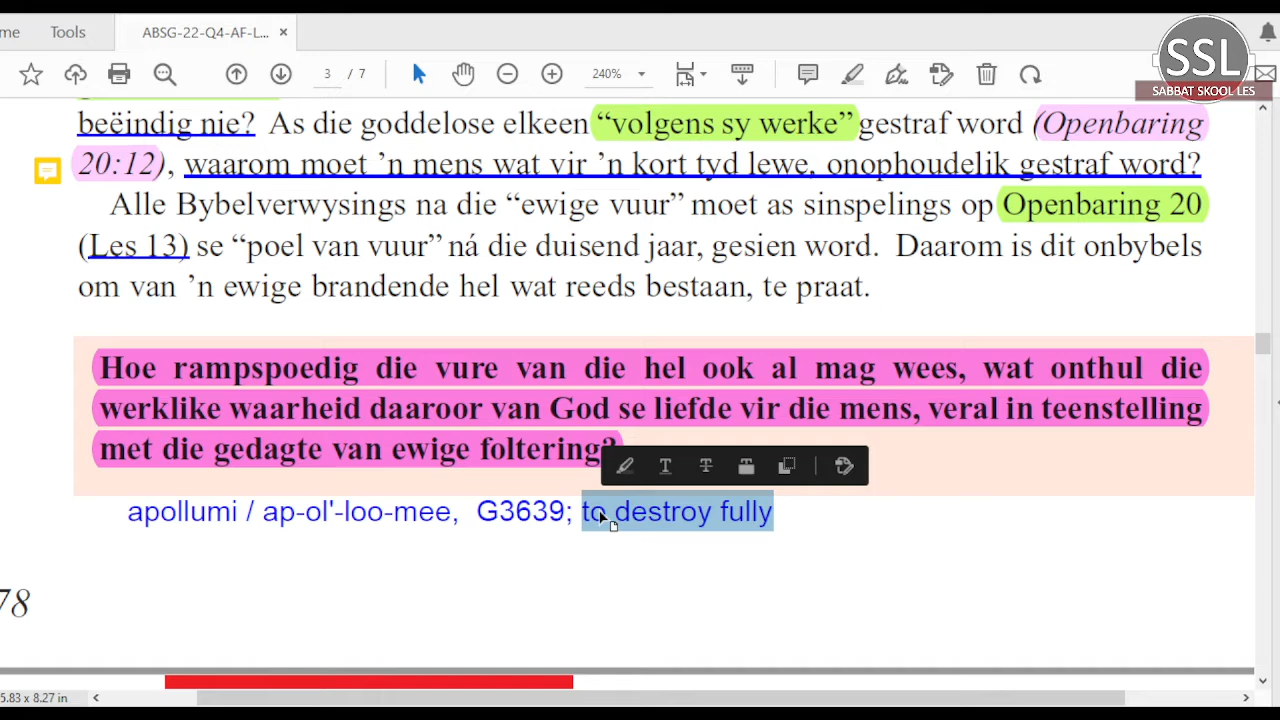 me Tools ABSG-22-Q4-AF-L... ×
SSL
SABBAT SKOOL LES
3 / 7 240%
beëindig nie? As die goddelose elkeen “volgens sy werke” gestraf word (Openbaring
20:12), waarom moet ’n mens wat vir ’n kort tyd lewe, onophoudelik gestraf word?
Alle Bybelverwysings na die “ewige vuur” moet as sinspelings op Openbaring 20
(Les 13) se “poel van vuur” ná die duisend jaar, gesien word. Daarom is dit onbybels
om van ’n ewige brandende hel wat reeds bestaan, te praat.
Hoe rampspoedig die vure van die hel ook al mag wees, wat onthul die
werklike waarheid daaroor van God se liefde vir die mens, veral in teenstelling
met die gedagte van ewige foltering?
apollumi / ap-ol'-loo-mee, G3639; to destroy fully
78
5.83 x 8.27 in